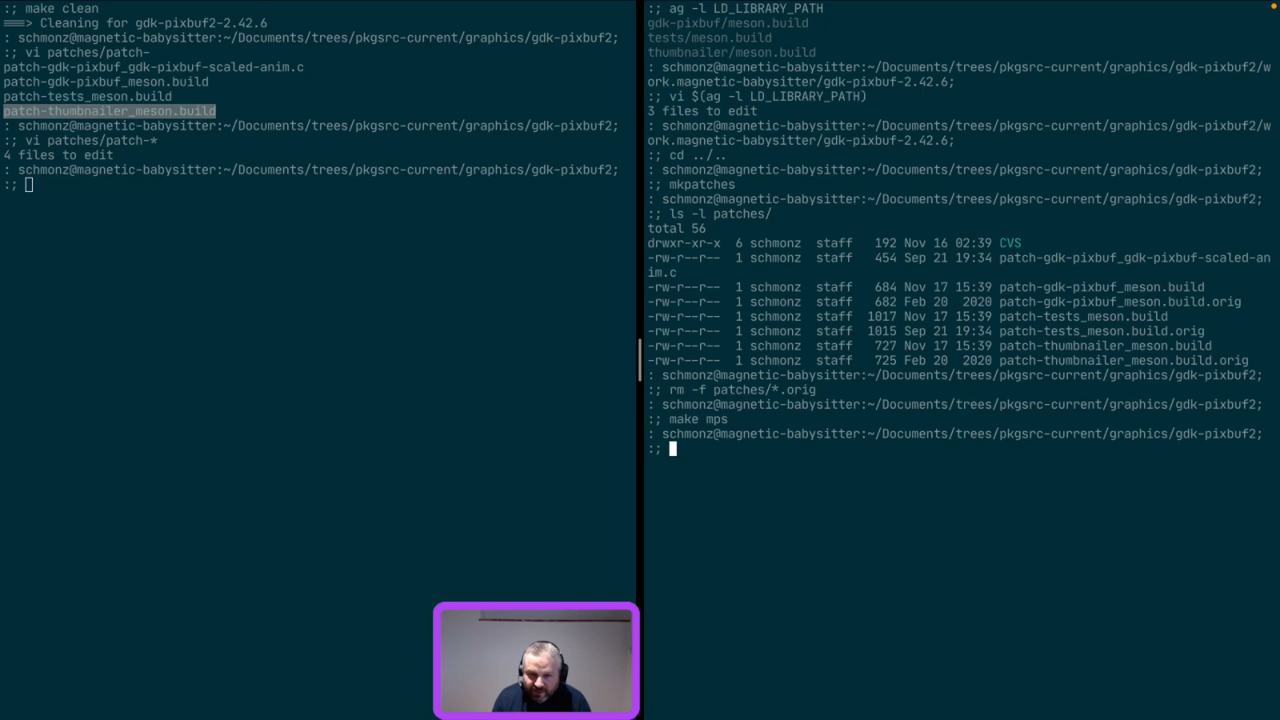 :; make clean
===> Cleaning for gdk-pixbuf2-2.42.6
: schmonz@magnetic-babysitter:~/Documents/trees/pkgsrc-current/graphics/gdk-pixbuf2;
:; vi patches/patch-
patch-gdk-pixbuf_gdk-pixbuf-scaled-anim.c
patch-gdk-pixbuf_meson.build
patch-tests_meson.build
patch-thumbnailer_meson.build
: schmonz@magnetic-babysitter:~/Documents/trees/pkgsrc-current/graphics/gdk-pixbuf2;
:; vi patches/patch-*
4 files to edit
: schmonz@magnetic-babysitter:~/Documents/trees/pkgsrc-current/graphics/gdk-pixbuf2;
:;
:; ag -l LD_LIBRARY_PATH
gdk-pixbuf/meson.build
tests/meson.build
thumbnailer/meson.build
: schmonz@magnetic-babysitter:~/Documents/trees/pkgsrc-current/graphics/gdk-pixbuf2/w
ork.magnetic-babysitter/gdk-pixbuf-2.42.6;
:; vi $(ag -l LD_LIBRARY_PATH)
3 files to edit
: schmonz@magnetic-babysitter:~/Documents/trees/pkgsrc-current/graphics/gdk-pixbuf2/w
ork.magnetic-babysitter/gdk-pixbuf-2.42.6;
:; cd ../..
: schmonz@magnetic-babysitter:~/Documents/trees/pkgsrc-current/graphics/gdk-pixbuf2;
:; mkpatches
: schmonz@magnetic-babysitter:~/Documents/trees/pkgsrc-current/graphics/gdk-pixbuf2;
:; ls -l patches/
total 56
drwxr-xr-x  6 schmonz  staff   192 Nov 16 02:39 CVS
-rw-r--r--  1 schmonz  staff   454 Sep 21 19:34 patch-gdk-pixbuf_gdk-pixbuf-scaled-an
im.c
-rw-r--r--  1 schmonz  staff   684 Nov 17 15:39 patch-gdk-pixbuf_meson.build
-rw-r--r--  1 schmonz  staff   682 Feb 20  2020 patch-gdk-pixbuf_meson.build.orig
-rw-r--r--  1 schmonz  staff  1017 Nov 17 15:39 patch-tests_meson.build
-rw-r--r--  1 schmonz  staff  1015 Sep 21 19:34 patch-tests_meson.build.orig
-rw-r--r--  1 schmonz  staff   727 Nov 17 15:39 patch-thumbnailer_meson.build
-rw-r--r--  1 schmonz  staff   725 Feb 20  2020 patch-thumbnailer_meson.build.orig
: schmonz@magnetic-babysitter:~/Documents/trees/pkgsrc-current/graphics/gdk-pixbuf2;
:; rm -f patches/*.orig
: schmonz@magnetic-babysitter:~/Documents/trees/pkgsrc-current/graphics/gdk-pixbuf2;
:; make mps
: schmonz@magnetic-babysitter:~/Documents/trees/pkgsrc-current/graphics/gdk-pixbuf2;
:;